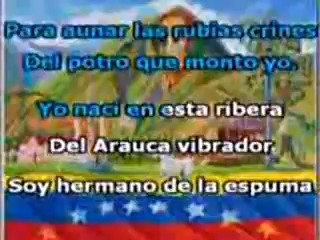 Para aunar las rubias crines
Del potro que monto yo.
Yo nací en esta ribera
Del Arauca vibrador
Soy hermano de la espuma